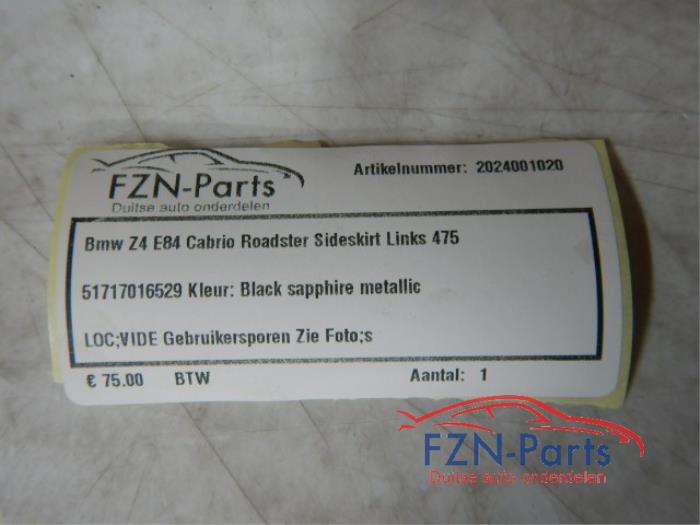 FZN-Parts
Duitse auto onderdelen
Artikelnummer: 2024001020
Bmw Z4 E84 Cabrio Roadster Sideskirt Links 475
51717016529 Kleur: Black sapphire metallic
LOC;VIDE Gebruikersporen Zie Foto;s
€ 75.00 BTW Aantal: 1
FZN-Parts
Duitse auto onderdelen